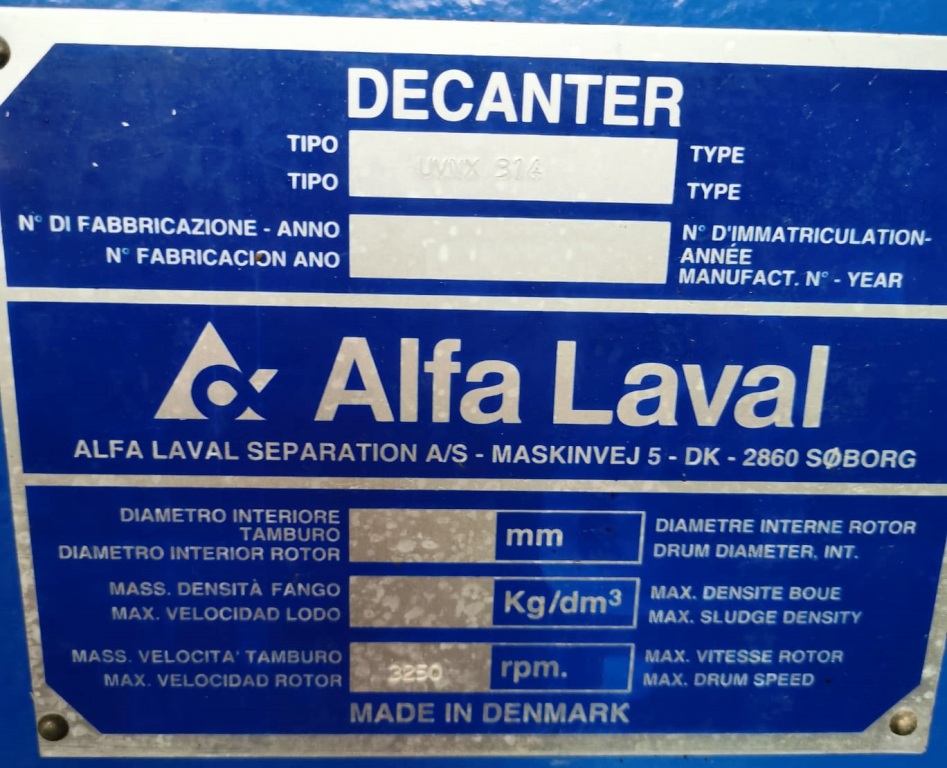 DECANTER
TIPO
TIPO
UVNX 314
TYPE
TYPE
N° DI FABBRICAZIONE - ANNO
N° FABRICACION ANO
N° D'IMMATRICULATION-
ANNÉE
MANUFACT. N° - YEAR
Alfa Laval
ALFA LAVAL SEPARATION A/S - MASKINVEJ 5 - DK - 2860 SØBORG
DIAMETRO INTERIORE
TAMBURO
DIAMETRO INTERIOR ROTOR
mm
DIAMETRE INTERNE ROTOR
DRUM DIAMETER, INT.
MASS. DENSITÀ FANGO
MAX. VELOCIDAD LODO
Kg/dm³
MAX. DENSITE BOUE
MAX. SLUDGE DENSITY
MASS. VELOCITA' TAMBURO
MAX. VELOCIDAD ROTOR
3250
rpm.
MAX. VITESSE ROTOR
MAX. DRUM SPEED
MADE IN DENMARK